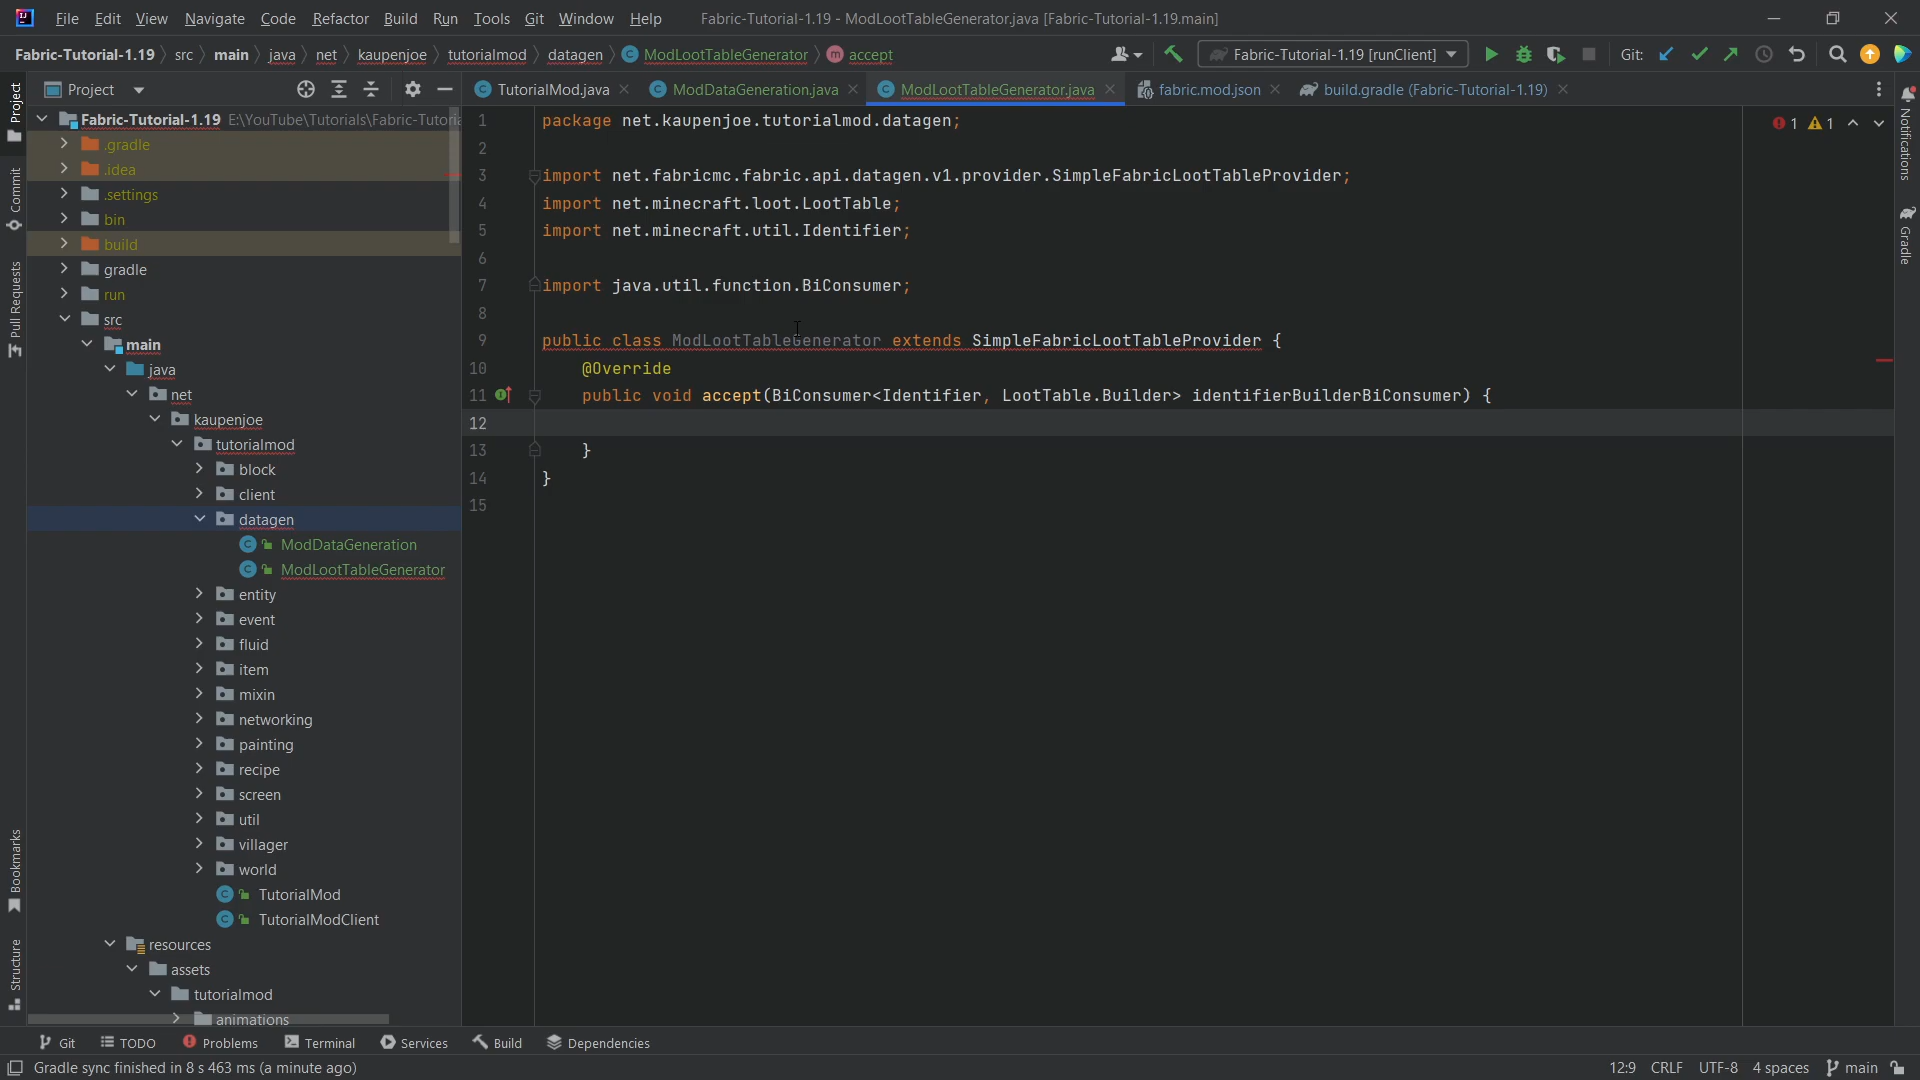 File Edit View Navigate Code Refactor Build Run Tools Git Window Help Fabric-Tutorial-1.19 - ModLootTableGenerator.java [Fabric-Tutorial-1.19.main]
Fabric-Tutorial-1.19 src main java net kaupenjoe tutorialmod datagen ModLootTableGenerator accept Fabric-Tutorial-1.19 [runClient] Git:
Project TutorialMod.java ModDataGeneration.java ModLootTableGenerator.java fabric.mod.json build.gradle (Fabric-Tutorial-1.19)
Project
Commit
Pull Requests
Bookmarks
Structure
Fabric-Tutorial-1.19 E:\YouTube\Tutorials\Fabric-Tutoria
.gradle
.idea
.settings
bin
build
gradle
run
src
main
java
net
kaupenjoe
tutorialmod
block
client
datagen
ModDataGeneration
ModLootTableGenerator
entity
event
fluid
item
mixin
networking
painting
recipe
screen
util
villager
world
TutorialMod
TutorialModClient
resources
assets
tutorialmod
animations
1 package net.kaupenjoe.tutorialmod.datagen;
2
3 import net.fabricmc.fabric.api.datagen.v1.provider.SimpleFabricLootTableProvider;
4 import net.minecraft.loot.LootTable;
5 import net.minecraft.util.Identifier;
6
7 import java.util.function.BiConsumer;
8
9 public class ModLootTableGenerator extends SimpleFabricLootTableProvider {
10 @Override
11 public void accept(BiConsumer<Identifier, LootTable.Builder> identifierBuilderBiConsumer) {
12
13 }
14 }
15
1 1
Notifications
Gradle
Git TODO Problems Terminal Services Build Dependencies
Gradle sync finished in 8 s 463 ms (a minute ago) 12:9 CRLF UTF-8 4 spaces main